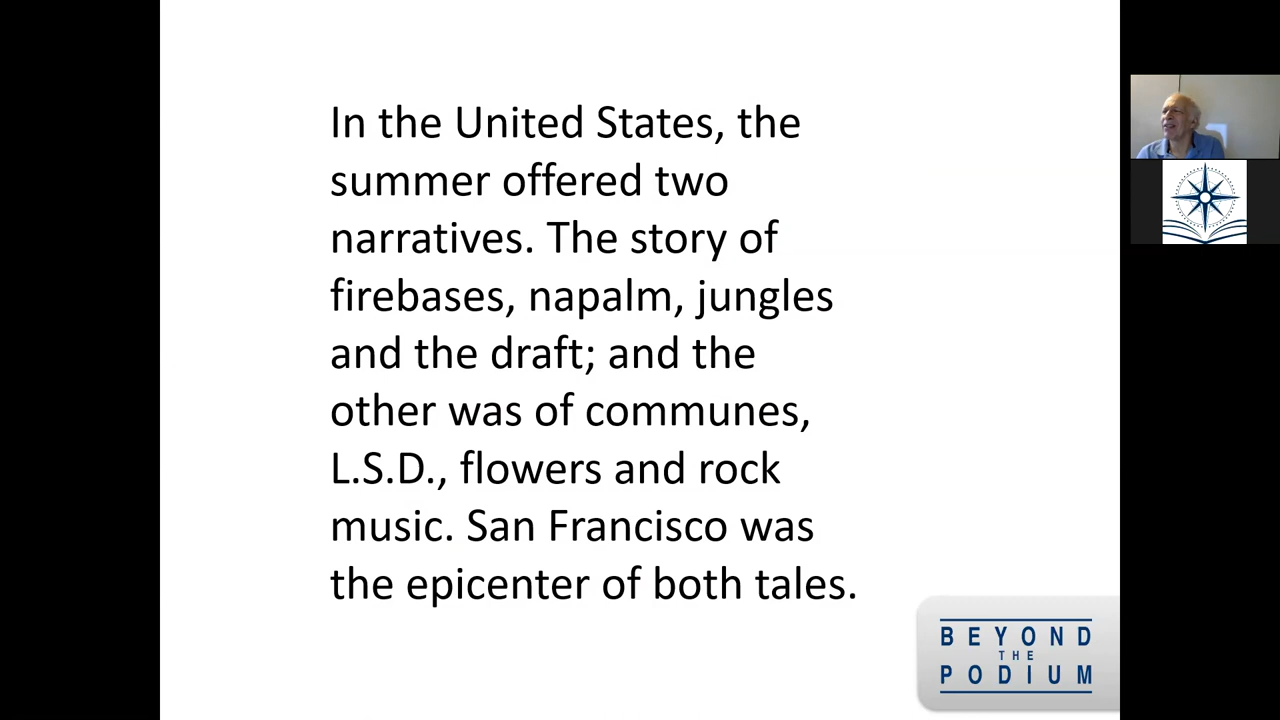 In the United States, the
summer offered two
narratives. The story of
firebases, napalm, jungles
and the draft; and the
other was of communes,
L.S.D., flowers and rock
music. San Francisco was
the epicenter of both tales.
BEYOND
THE
PODIUM